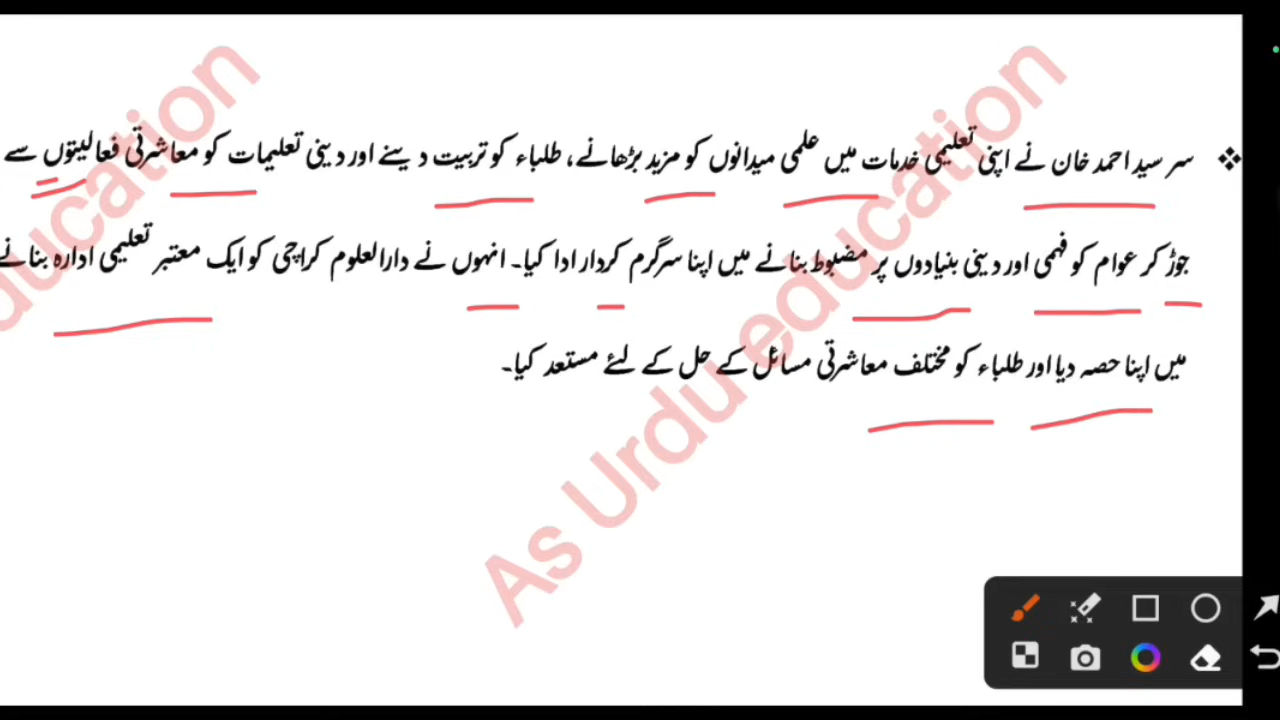 ❖ سر سید احمد خان نے اپنی تعلیمی خدمات میں علمی میدانوں کو مزید بڑھانے، طلباء کو تربیت دینے اور دینی تعلیمات کو معاشرتی فعالیتوں سے
جوڑ کر عوام کو فہمی اور دینی بنیادوں پر مضبوط بنانے میں اپنا سرگرم کردار ادا کیا۔ انہوں نے دارالعلوم کراچی کو ایک معتبر تعلیمی ادارہ بنانے
میں اپنا حصہ دیا اور طلباء کو مختلف معاشرتی مسائل کے حل کے لئے مستعد کیا۔
As Urdu education
ucation